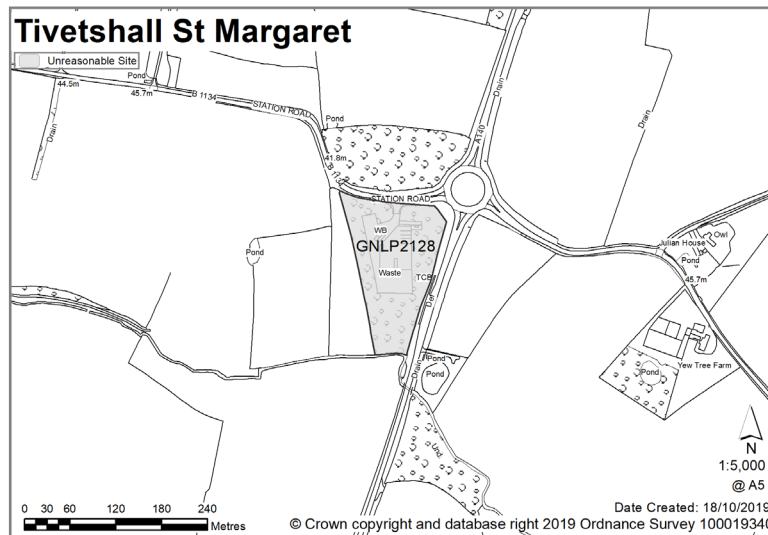 Tivetshall St Margaret
Unreasonable Site
Pond
44.5m
45.7m
B 1134
STATION ROAD
Drain
Pond
41.8m
Drain
A140
Drain
STATION ROAD
WB
GNLP2128
Waste
TCB
Pond
Julian House
Owl
Pond
45.7m
Drain
Pond
Pond
Yew Tree Farm
Pond
Und
N
1:5,000
@ A5
0 30 60 120 180 240
Metres
Date Created: 18/10/2019
© Crown copyright and database right 2019 Ordnance Survey 100019340